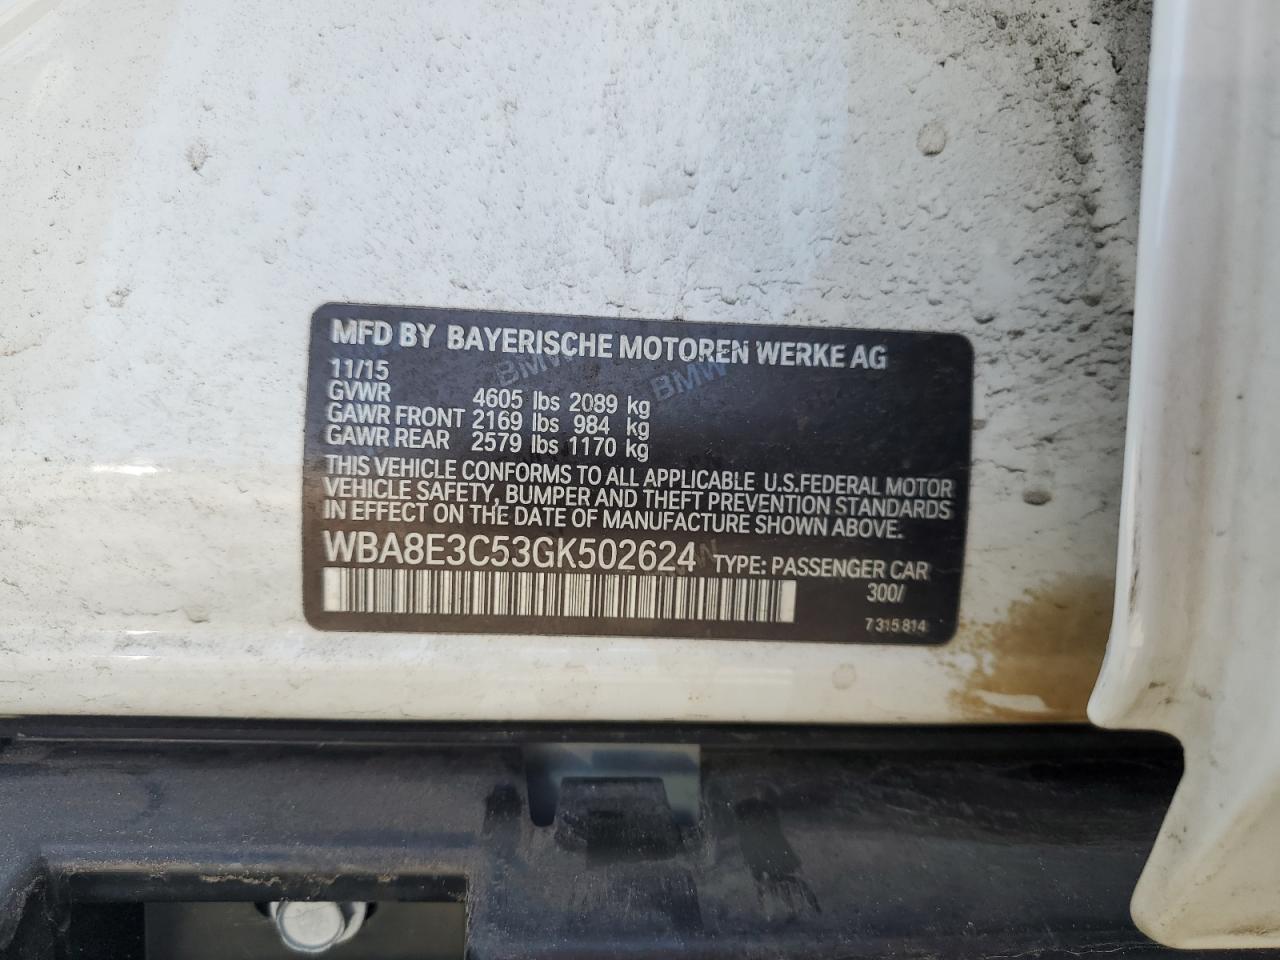 MFD BY BAYERISCHE MOTOREN WERKE AG
11/15
GVWR 4605 lbs 2089 kg
GAWR FRONT 2169 lbs 984 kg
GAWR REAR 2579 lbs 1170 kg
THIS VEHICLE CONFORMS TO ALL APPLICABLE U.S.FEDERAL MOTOR
VEHICLE SAFETY, BUMPER AND THEFT PREVENTION STANDARDS
IN EFFECT ON THE DATE OF MANUFACTURE SHOWN ABOVE.
WBA8E3C53GK502624 TYPE: PASSENGER CAR
300/
7 315 814
BMW BMW